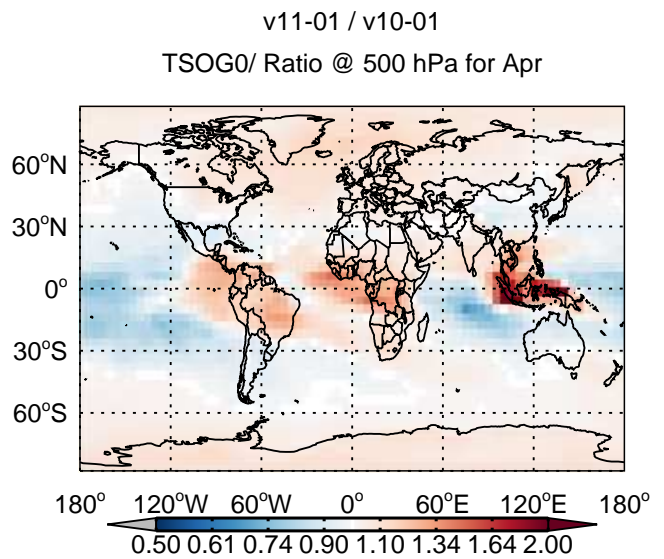 v11-01 / v10-01
TSOG0/ Ratio @ 500 hPa for Apr
60°N
30°N
0°
30°S
60°S
180° 120°W 60°W 0° 60°E 120°E 180°
0.50 0.61 0.74 0.90 1.10 1.34 1.64 2.00